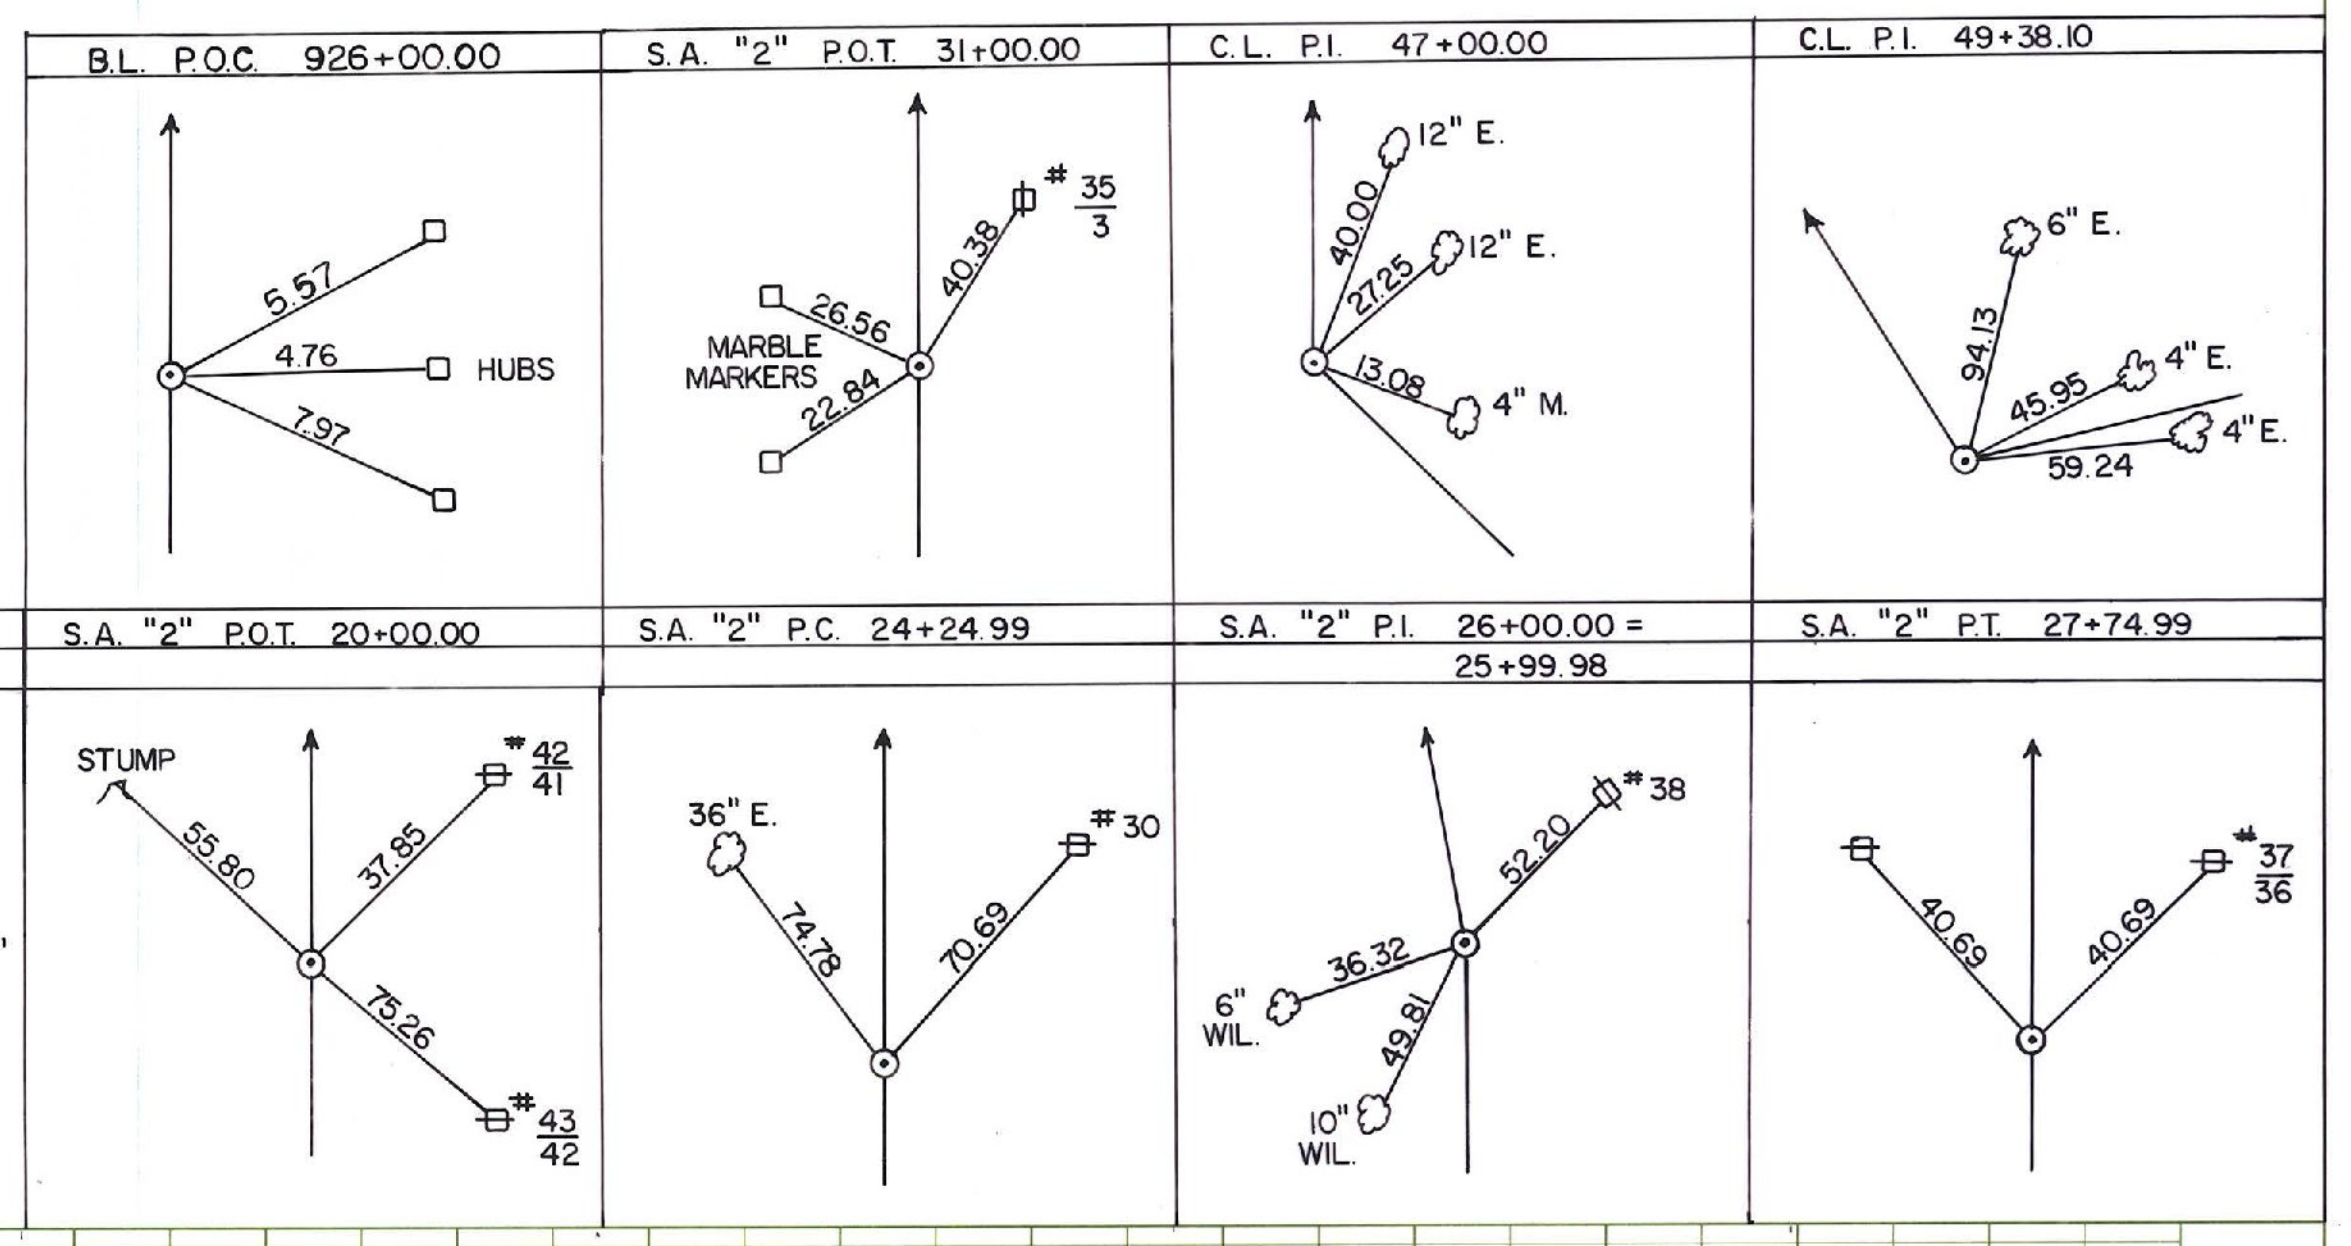 B.L. P.O.C. 926+00.00
5.57
4.76
HUBS
7.97
S.A. "2" P.O.T. 31+00.00
# 35/3
40.38
26.56
MARBLE
MARKERS
22.84
C.L. P.I. 47+00.00
12" E.
40.00
12" E.
27.25
13.08
4" M.
C.L. P.I. 49+38.10
6" E.
94.13
4" E.
45.95
4" E.
59.24
S.A. "2" P.O.T. 20+00.00
STUMP
# 42/41
55.80
37.85
75.26
# 43/42
S.A. "2" P.C. 24+24.99
36" E.
# 30
74.78
70.69
S.A. "2" P.I. 26+00.00 =
25+99.98
# 38
52.20
36.32
6"
WIL.
49.81
10"
WIL.
S.A. "2" P.T. 27+74.99
# 37/36
40.69
40.69